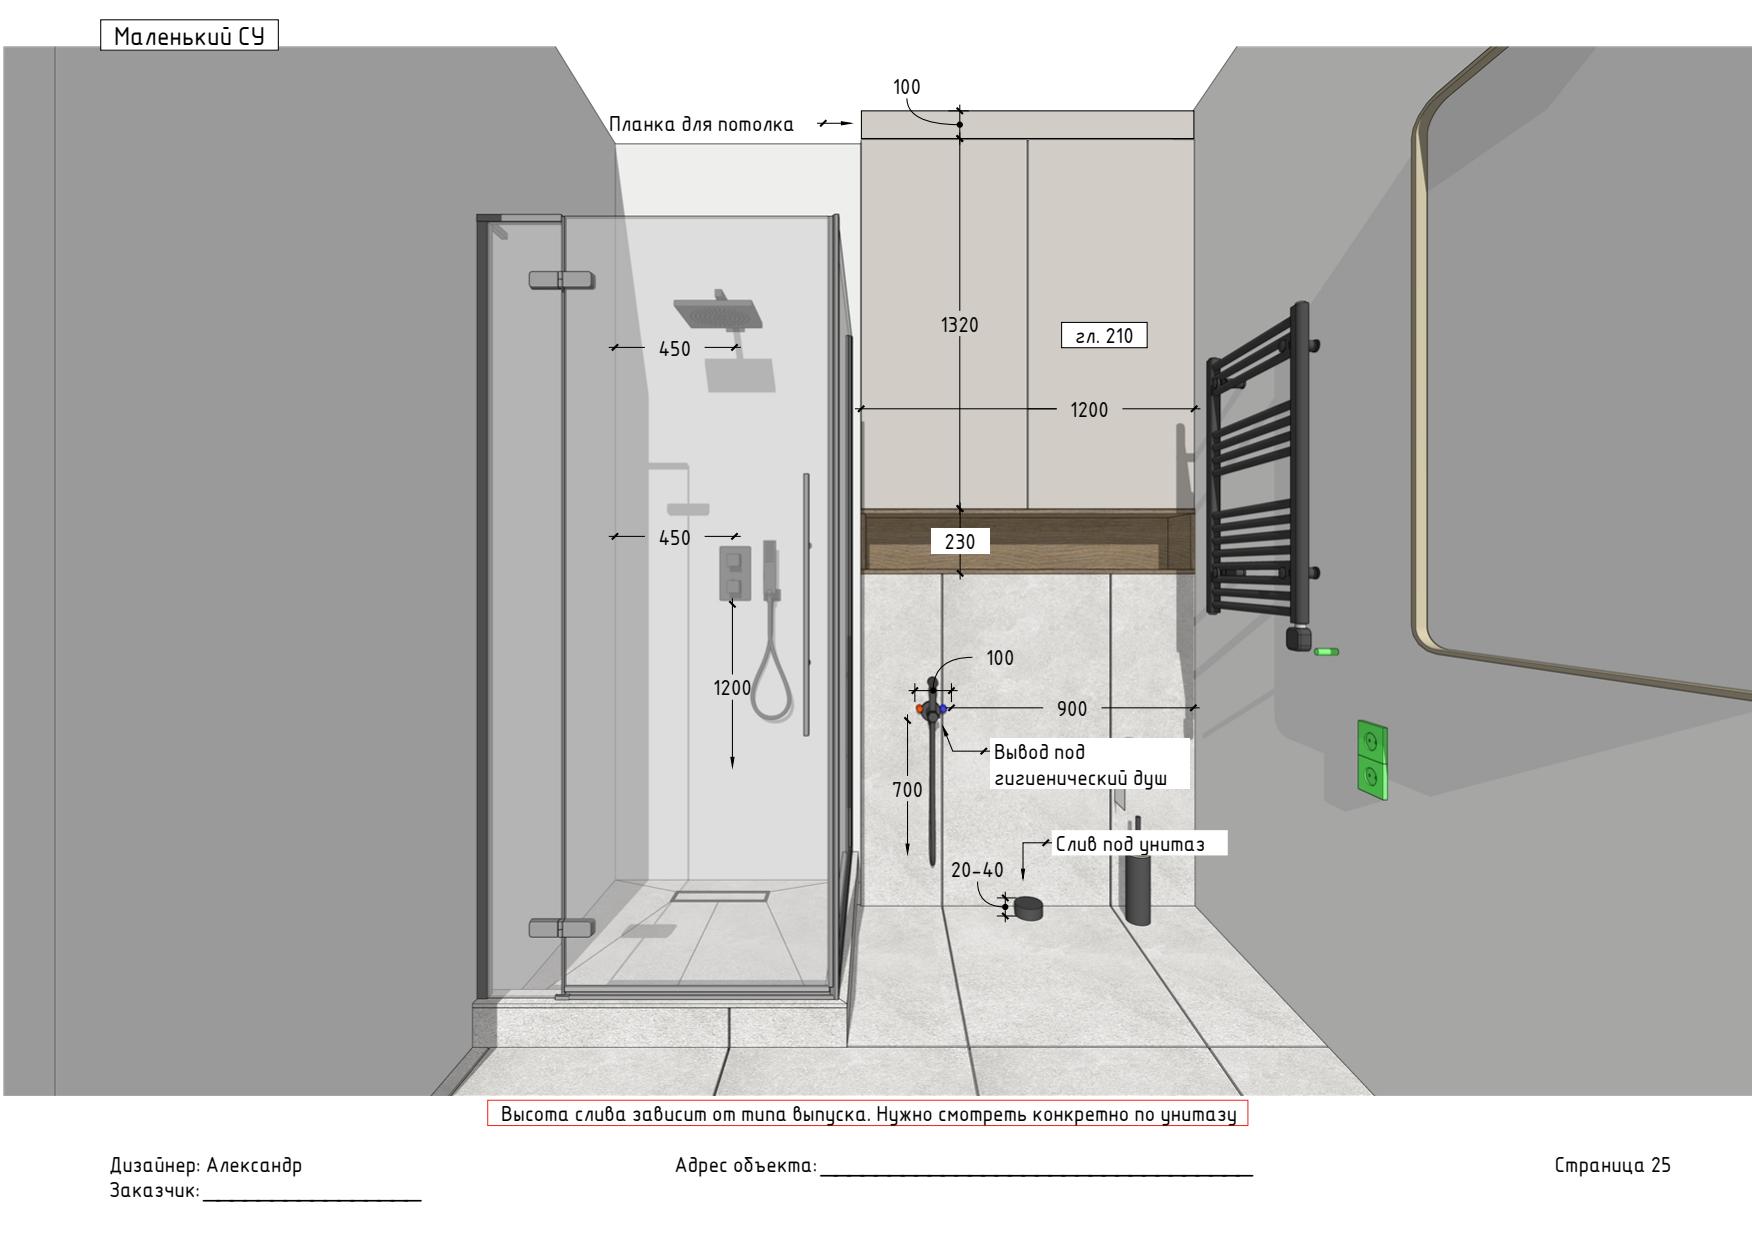 Маленький СУ
100
Планка для потолка
1320
гл. 210
450
1200
450
230
100
1200
900
Вывод под
гигиенический душ
700
Слив под унитаз
20-40
Высота слива зависит от типа выпуска. Нужно смотреть конкретно по унитазу
Дизайнер: Александр
Адрес объекта:
Страница 25
Заказчик: